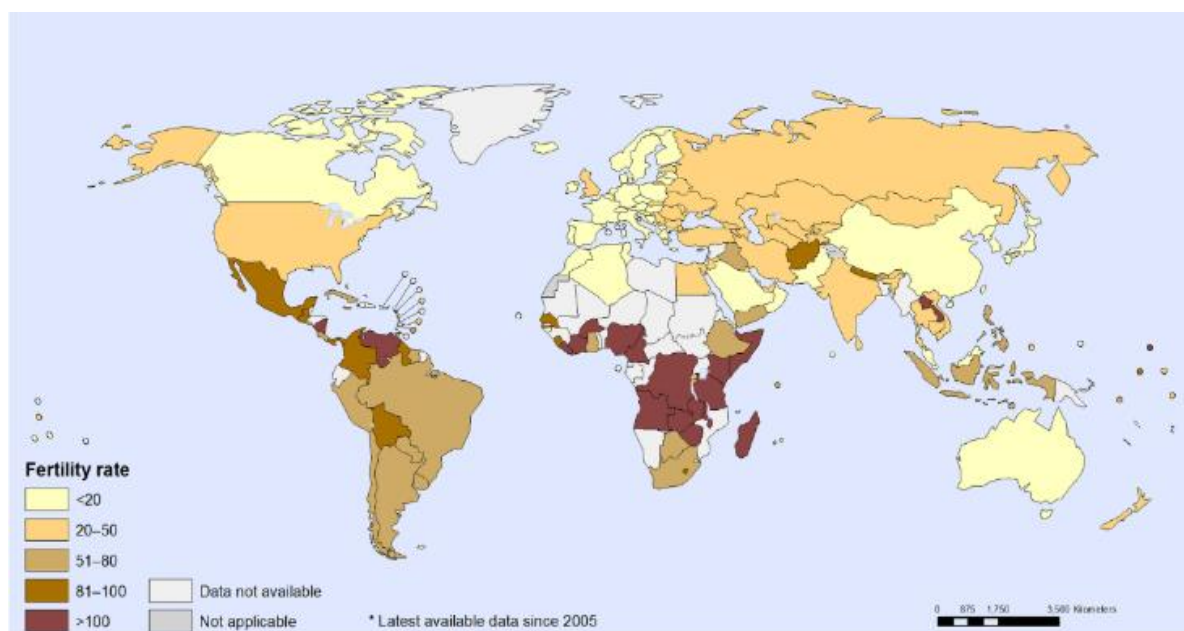 Fertility rate
<20
20–50
51–80
81–100
>100
Data not available
Not applicable
* Latest available data since 2005
0 875 1,750 3,500 Kilometers